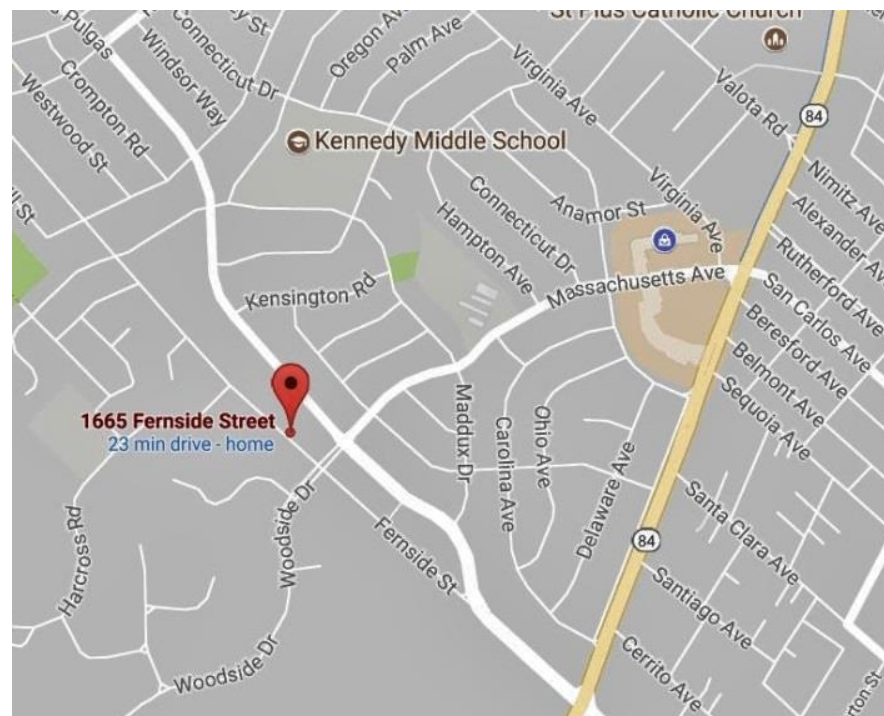 St Pius Catholic Church
Pulgas
Oregon Ave
Palm Ave
Connecticut Dr
Windsor Way
Crompton Rd
Westwood St
Virginia Ave
Valota Rd
84
Kennedy Middle School
Nimitz Ave
Connecticut Dr
Hampton Ave
Anamor St
Virginia Ave
Alexander Av
Rutherford Ave
Massachusetts Ave
San Carlos Ave
Kensington Rd
Beresford Ave
Belmont Ave
Sequoia Ave
1665 Fernside Street
23 min drive - home
Maddux Dr
Carolina Ave
Ohio Ave
Delaware Ave
Harcross Rd
Woodside Dr
Fernside St
84
Santa Clara Ave
Santiago Ave
Woodside Dr
Cerrito Ave